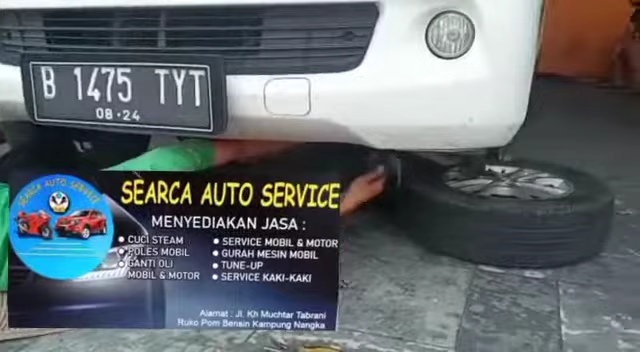 B 1475 TYT
08·24
SEARCA AUTO SERVICE
SEARCA AUTO SERVICE
MENYEDIAKAN JASA :
• CUCI STEAM
• POLES MOBIL
• GANTI OLI
MOBIL & MOTOR
• SERVICE MOBIL & MOTOR
• GURAH MESIN MOBIL
• TUNE-UP
• SERVICE KAKI-KAKI
Alamat : Jl. Kh Muchtar Tabrani
Ruko Pom Bensin Kampung Nangka